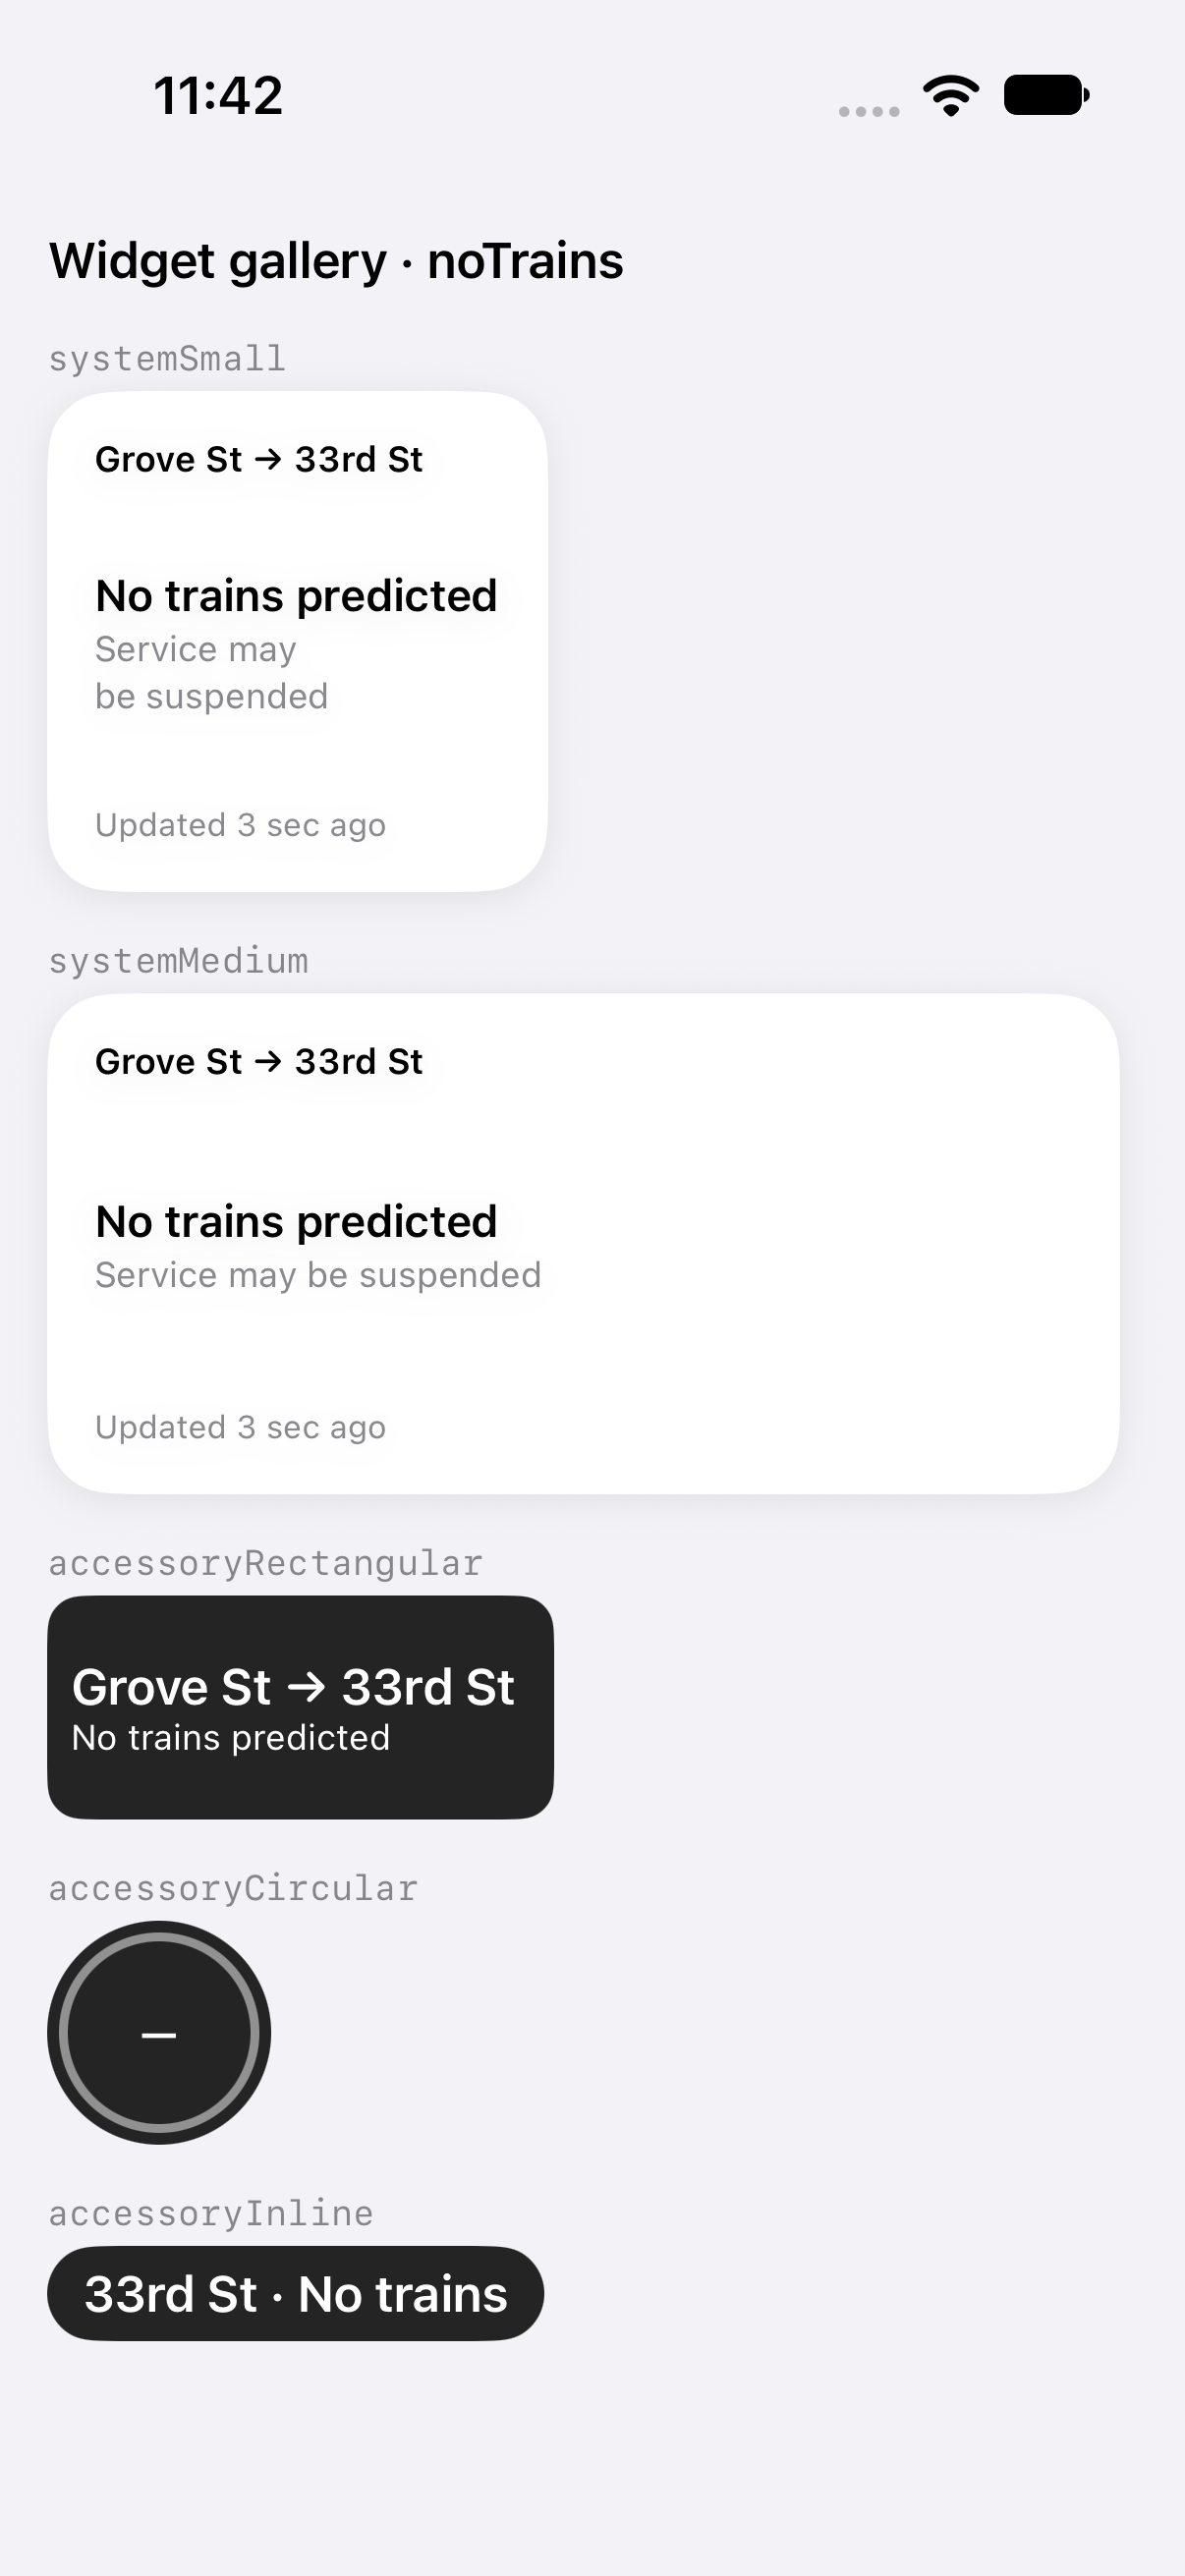 11:42
Widget gallery · noTrains
systemSmall
Grove St → 33rd St
No trains predicted
Service may
be suspended
Updated 3 sec ago
systemMedium
Grove St → 33rd St
No trains predicted
Service may be suspended
Updated 3 sec ago
accessoryRectangular
Grove St → 33rd St
No trains predicted
accessoryCircular
–
accessoryInline
33rd St · No trains